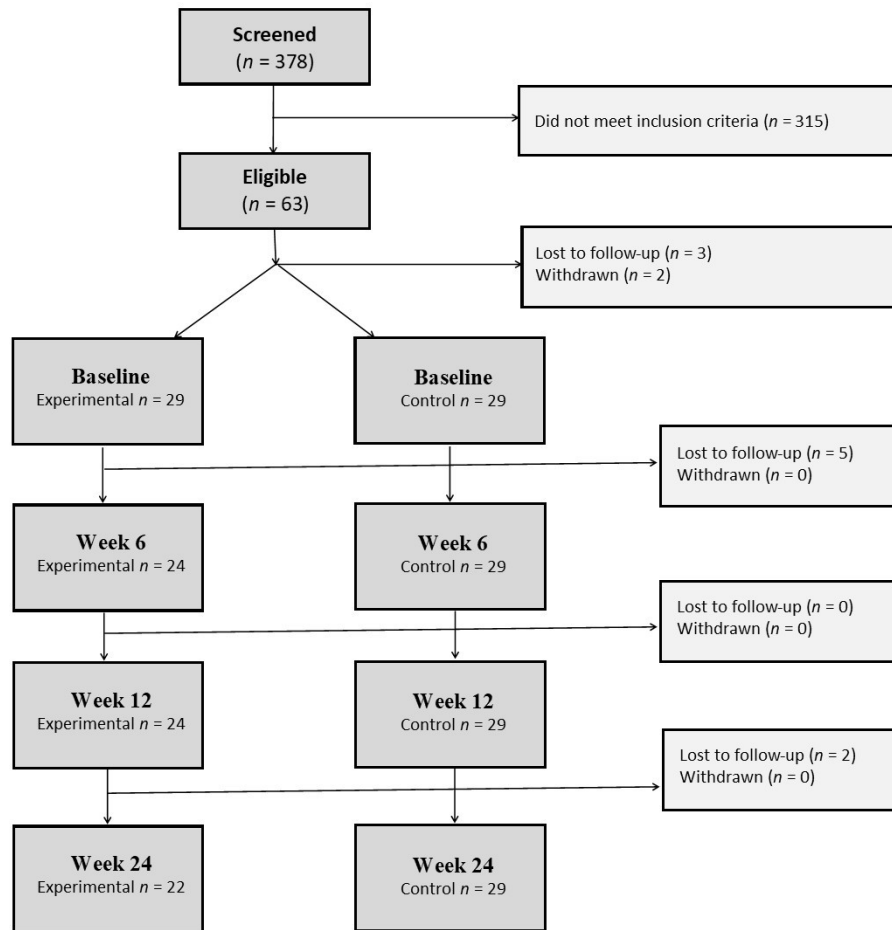 Screened
(n = 378)
Did not meet inclusion criteria (n = 315)
Eligible
(n = 63)
Lost to follow-up (n = 3)
Withdrawn (n = 2)
Baseline
Experimental n = 29
Baseline
Control n = 29
Lost to follow-up (n = 5)
Withdrawn (n = 0)
Week 6
Experimental n = 24
Week 6
Control n = 29
Lost to follow-up (n = 0)
Withdrawn (n = 0)
Week 12
Experimental n = 24
Week 12
Control n = 29
Lost to follow-up (n = 2)
Withdrawn (n = 0)
Week 24
Experimental n = 22
Week 24
Control n = 29